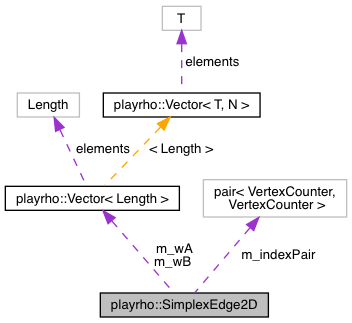 T
elements
Length
playrho::Vector< T, N >
elements
< Length >
playrho::Vector< Length >
pair< VertexCounter,
VertexCounter >
m_wA
m_wB
m_indexPair
playrho::SimplexEdge2D